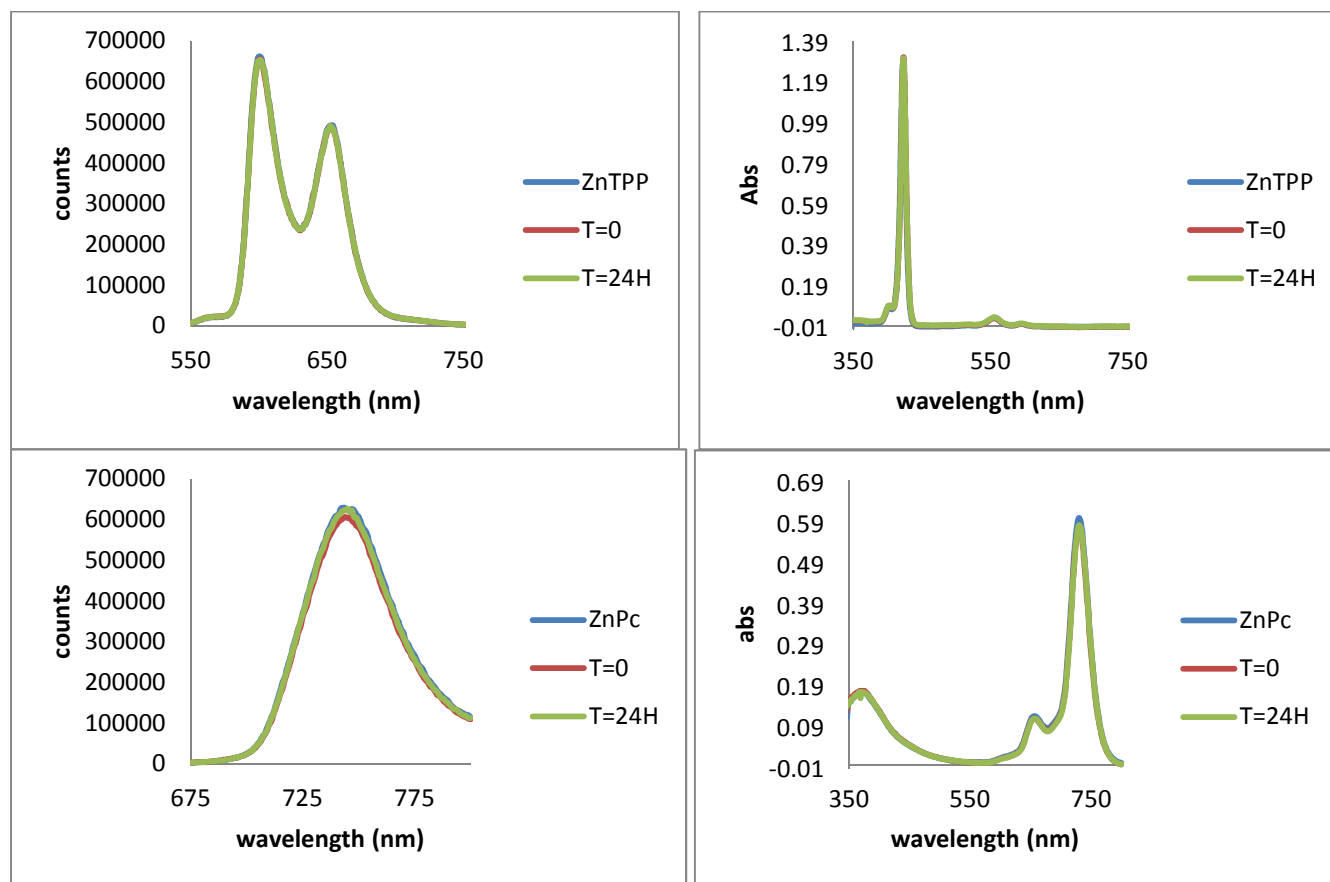 700000
600000
500000
400000
300000
200000
100000
0
counts
550 650 750
wavelength (nm)
ZnTPP
T=0
T=24H
1.39
1.19
0.99
0.79
0.59
0.39
0.19
-0.01
Abs
350 550 750
wavelength (nm)
ZnTPP
T=0
T=24H
700000
600000
500000
400000
300000
200000
100000
0
counts
675 725 775
wavelength (nm)
ZnPc
T=0
T=24H
0.69
0.59
0.49
0.39
0.29
0.19
0.09
-0.01
abs
350 550 750
wavelength (nm)
ZnPc
T=0
T=24H